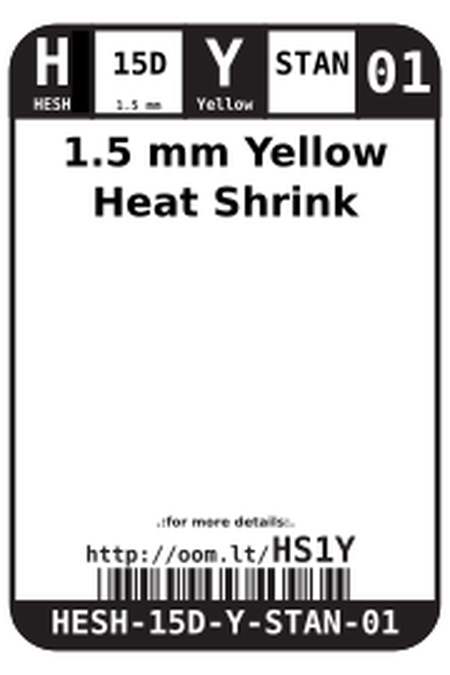 H 15D Y STAN 01
HESH 1.5 mm Yellow
1.5 mm Yellow
Heat Shrink
.:for more details:.
http://oom.lt/HS1Y
HESH-15D-Y-STAN-01